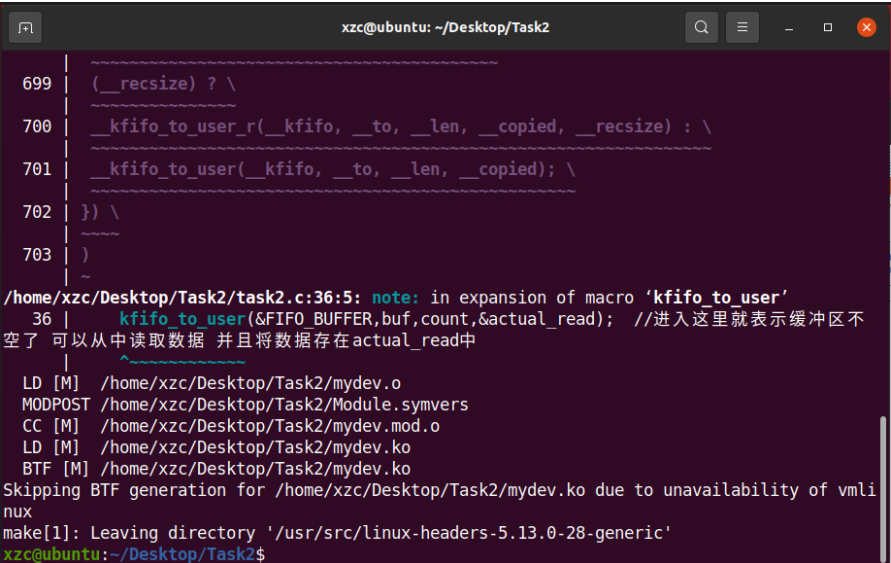 xzc@ubuntu: ~/Desktop/Task2
| ~~~~~~~~~~~~~~~~~~~~~~~~~~~~~~~~~~~~~~~~~
699 | (__recsize) ? \
| ~~~~~~~~~~~~~~~
700 | __kfifo_to_user_r(__kfifo, __to, __len, __copied, __recsize) : \
| ~~~~~~~~~~~~~~~~~~~~~~~~~~~~~~~~~~~~~~~~~~~~~~~~~~~~~~~~~~~~~~~
701 | __kfifo_to_user(__kfifo, __to, __len, __copied); \
| ~~~~~~~~~~~~~~~~~~~~~~~~~~~~~~~~~~~~~~~~~~~~~~~~~
702 | }) \
| ~~~~
703 | )
| ~
/home/xzc/Desktop/Task2/task2.c:36:5: note: in expansion of macro ‘kfifo_to_user’
36 | kfifo_to_user(&FIFO_BUFFER,buf,count,&actual_read); //进入这里就表示缓冲区不
空了 可以从中读取数据 并且将数据存在actual_read中
| ^~~~~~~~~~~~~
LD [M] /home/xzc/Desktop/Task2/mydev.o
MODPOST /home/xzc/Desktop/Task2/Module.symvers
CC [M] /home/xzc/Desktop/Task2/mydev.mod.o
LD [M] /home/xzc/Desktop/Task2/mydev.ko
BTF [M] /home/xzc/Desktop/Task2/mydev.ko
Skipping BTF generation for /home/xzc/Desktop/Task2/mydev.ko due to unavailability of vmli
nux
make[1]: Leaving directory '/usr/src/linux-headers-5.13.0-28-generic'
xzc@ubuntu:~/Desktop/Task2$